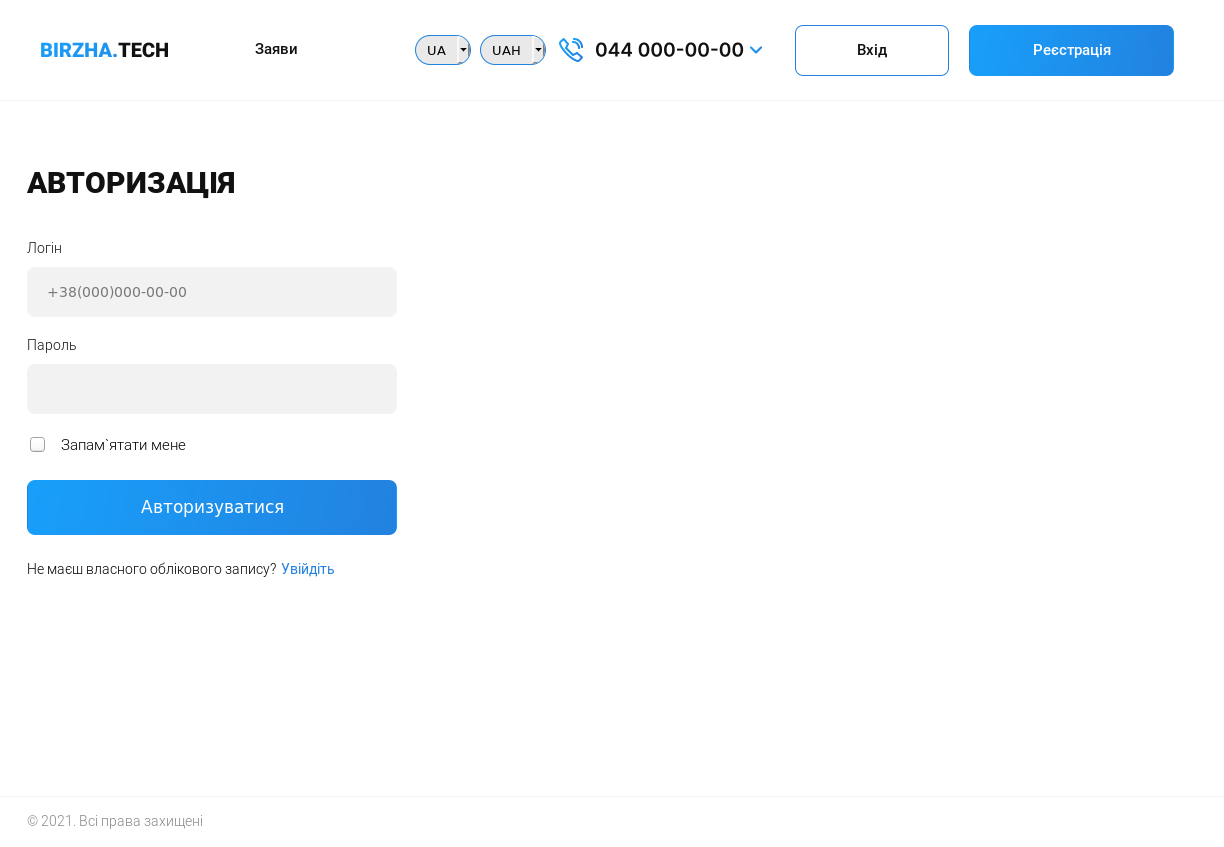 BIRZHA.TECH Заяви UA UAH 044 000-00-00 Вхід Реєстрація
АВТОРИЗАЦІЯ
Логін
+38(000)000-00-00
Пароль
Запам`ятати мене
Авторизуватися
Не маєш власного облікового запису? Увійдіть
© 2021. Всі права захищені